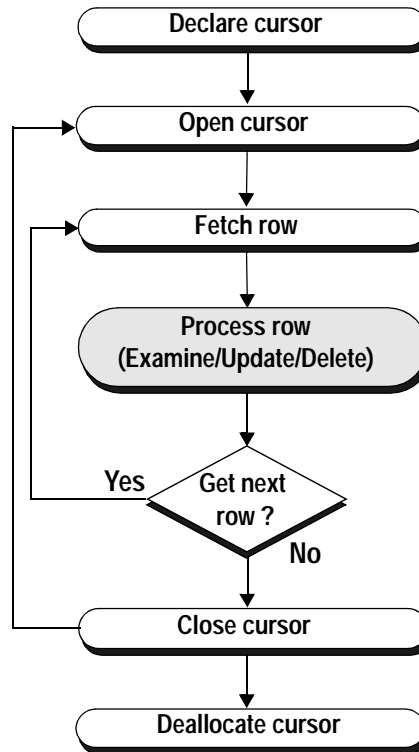 Declare cursor
Open cursor
Fetch row
Process row
(Examine/Update/Delete)
Yes
Get next
row ?
No
Close cursor
Deallocate cursor